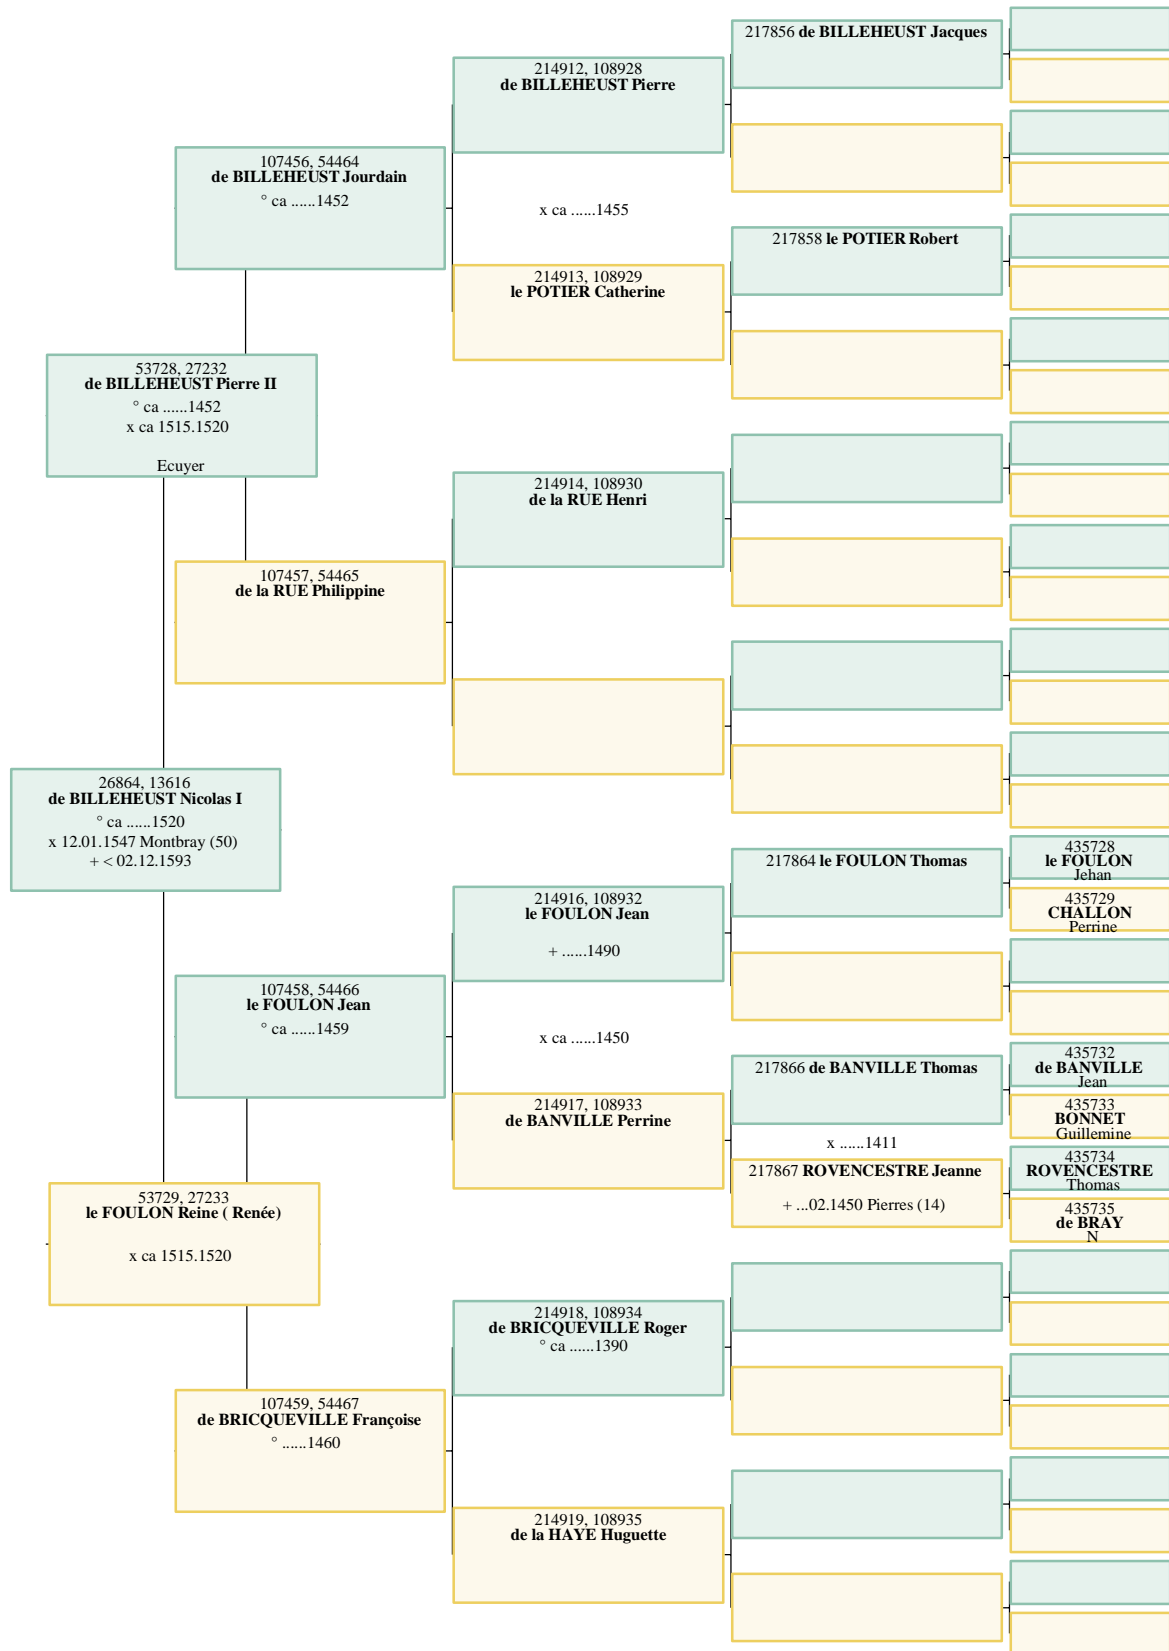 26864, 13616
de BILLEHEUST Nicolas I
° ca ......1520
x 12.01.1547 Montbray (50)
+ < 02.12.1593
53728, 27232
de BILLEHEUST Pierre II
° ca ......1452
x ca 1515.1520
Ecuyer
53729, 27233
le FOULON Reine ( Renée)
x ca 1515.1520
107456, 54464
de BILLEHEUST Jourdain
° ca ......1452
107457, 54465
de la RUE Philippine
107458, 54466
le FOULON Jean
° ca ......1459
107459, 54467
de BRICQUEVILLE Françoise
° ......1460
214912, 108928
de BILLEHEUST Pierre
x ca ......1455
214913, 108929
le POTIER Catherine
214914, 108930
de la RUE Henri
214916, 108932
le FOULON Jean
+ ......1490
x ca ......1450
214917, 108933
de BANVILLE Perrine
214918, 108934
de BRICQUEVILLE Roger
° ca ......1390
214919, 108935
de la HAYE Huguette
217856 de BILLEHEUST Jacques
217858 le POTIER Robert
217864 le FOULON Thomas
217866 de BANVILLE Thomas
x ......1411
217867 ROVENCESTRE Jeanne
+ ...02.1450 Pierres (14)
435728
le FOULON
Jehan
435729
CHALLON
Perrine
435732
de BANVILLE
Jean
435733
BONNET
Guillemine
435734
ROVENCESTRE
Thomas
435735
de BRAY
N